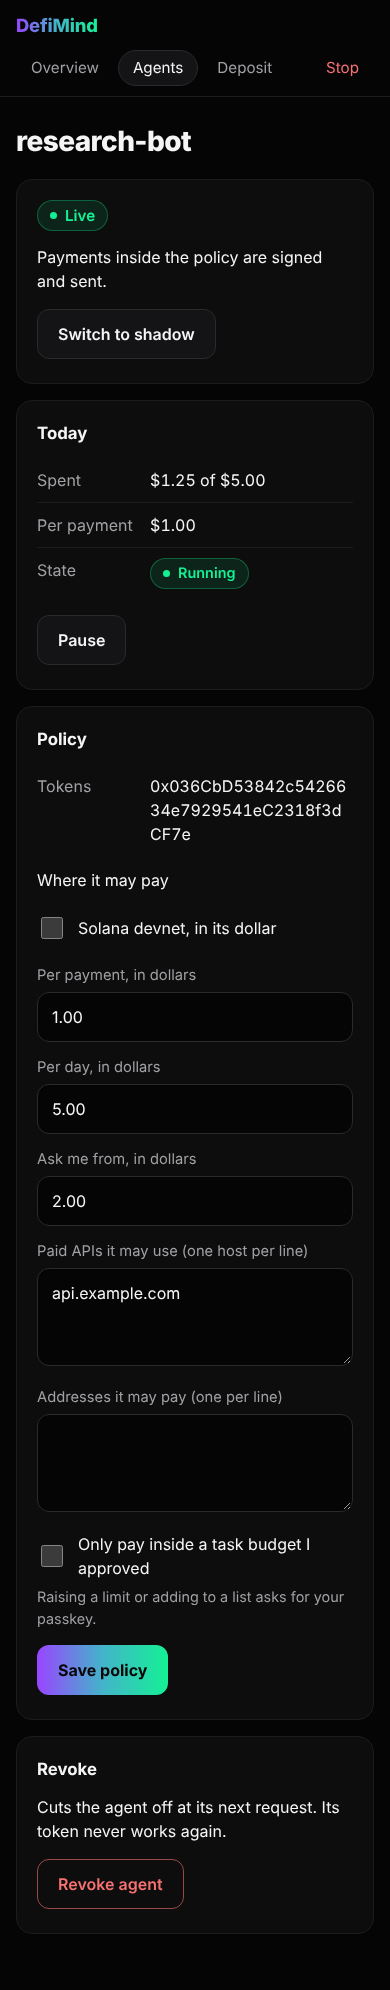 DefiMind
Overview Agents Deposit Stop
research-bot
Live
Payments inside the policy are signed
and sent.
Switch to shadow
Today
Spent $1.25 of $5.00
Per payment $1.00
State Running
Pause
Policy
Tokens 0x036CbD53842c54266
34e7929541eC2318f3d
CF7e
Where it may pay
Solana devnet, in its dollar
Per payment, in dollars
1.00
Per day, in dollars
5.00
Ask me from, in dollars
2.00
Paid APIs it may use (one host per line)
api.example.com
Addresses it may pay (one per line)
Only pay inside a task budget I
approved
Raising a limit or adding to a list asks for your
passkey.
Save policy
Revoke
Cuts the agent off at its next request. Its
token never works again.
Revoke agent